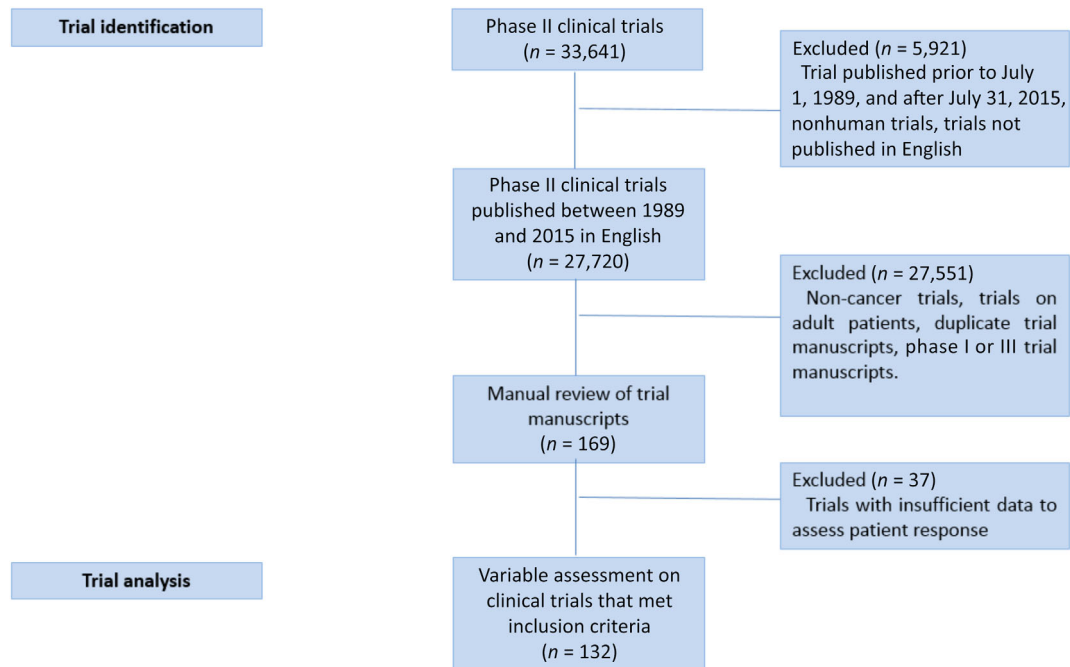 Trial identification
Phase II clinical trials
(n = 33,641)
Excluded (n = 5,921)
Trial published prior to July
1, 1989, and after July 31, 2015,
nonhuman trials, trials not
published in English
Phase II clinical trials
published between 1989
and 2015 in English
(n = 27,720)
Excluded (n = 27,551)
Non-cancer trials, trials on
adult patients, duplicate trial
manuscripts, phase I or III trial
manuscripts.
Manual review of trial
manuscripts
(n = 169)
Excluded (n = 37)
Trials with insufficient data to
assess patient response
Trial analysis
Variable assessment on
clinical trials that met
inclusion criteria
(n = 132)